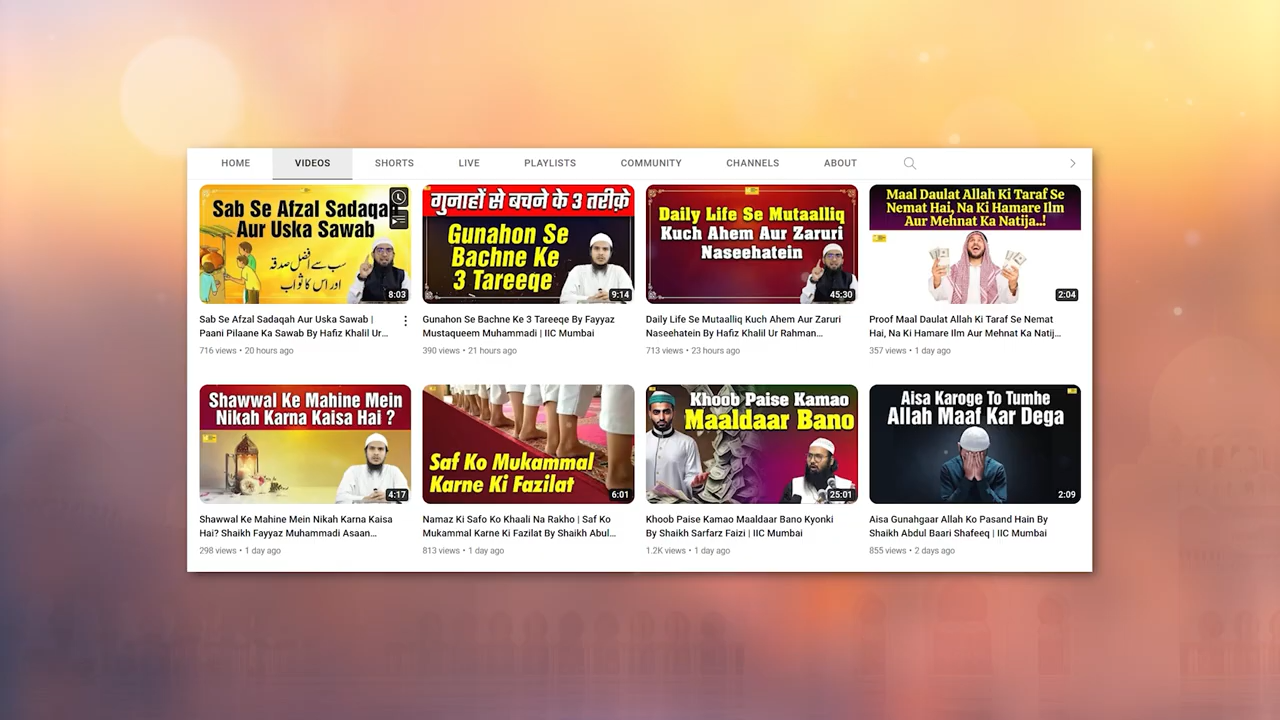 HOME VIDEOS SHORTS LIVE PLAYLISTS COMMUNITY CHANNELS ABOUT
Sab Se Afzal Sadaqa
Aur Uska Sawab
سب سے افضل صدقہ
اور اس کا ثواب
8:03
गुनाहों से बचने के 3 तरीक़े
Gunahon Se
Bachne Ke
3 Tareeqe
9:14
Daily Life Se Mutaalliq
Kuch Ahem Aur Zaruri
Naseehatein
45:30
Maal Daulat Allah Ki Taraf Se
Nemat Hai, Na Ki Hamare Ilm
Aur Mehnat Ka Natija..!
2:04
Sab Se Afzal Sadaqah Aur Uska Sawab |
Paani Pilaane Ka Sawab By Hafiz Khalil Ur...
716 views • 20 hours ago
Gunahon Se Bachne Ke 3 Tareeqe By Fayyaz
Mustaqueem Muhammadi | IIC Mumbai
390 views • 21 hours ago
Daily Life Se Mutaalliq Kuch Ahem Aur Zaruri
Naseehatein By Hafiz Khalil Ur Rahman...
713 views • 23 hours ago
Proof Maal Daulat Allah Ki Taraf Se Nemat
Hai, Na Ki Hamare Ilm Aur Mehnat Ka Natij...
357 views • 1 day ago
Shawwal Ke Mahine Mein
Nikah Karna Kaisa Hai ?
4:17
Saf Ko Mukammal
Karne Ki Fazilat
6:01
Khoob Paise Kamao
Maaldaar Bano
25:01
Aisa Karoge To Tumhe
Allah Maaf Kar Dega
2:09
Shawwal Ke Mahine Mein Nikah Karna Kaisa
Hai? Shaikh Fayyaz Muhammadi Asaan...
298 views • 1 day ago
Namaz Ki Safo Ko Khaali Na Rakho | Saf Ko
Mukammal Karne Ki Fazilat By Shaikh Abul...
813 views • 1 day ago
Khoob Paise Kamao Maaldaar Bano Kyonki
By Shaikh Sarfarz Faizi | IIC Mumbai
1.2K views • 1 day ago
Aisa Gunahgaar Allah Ko Pasand Hain By
Shaikh Abdul Baari Shafeeq | IIC Mumbai
855 views • 2 days ago